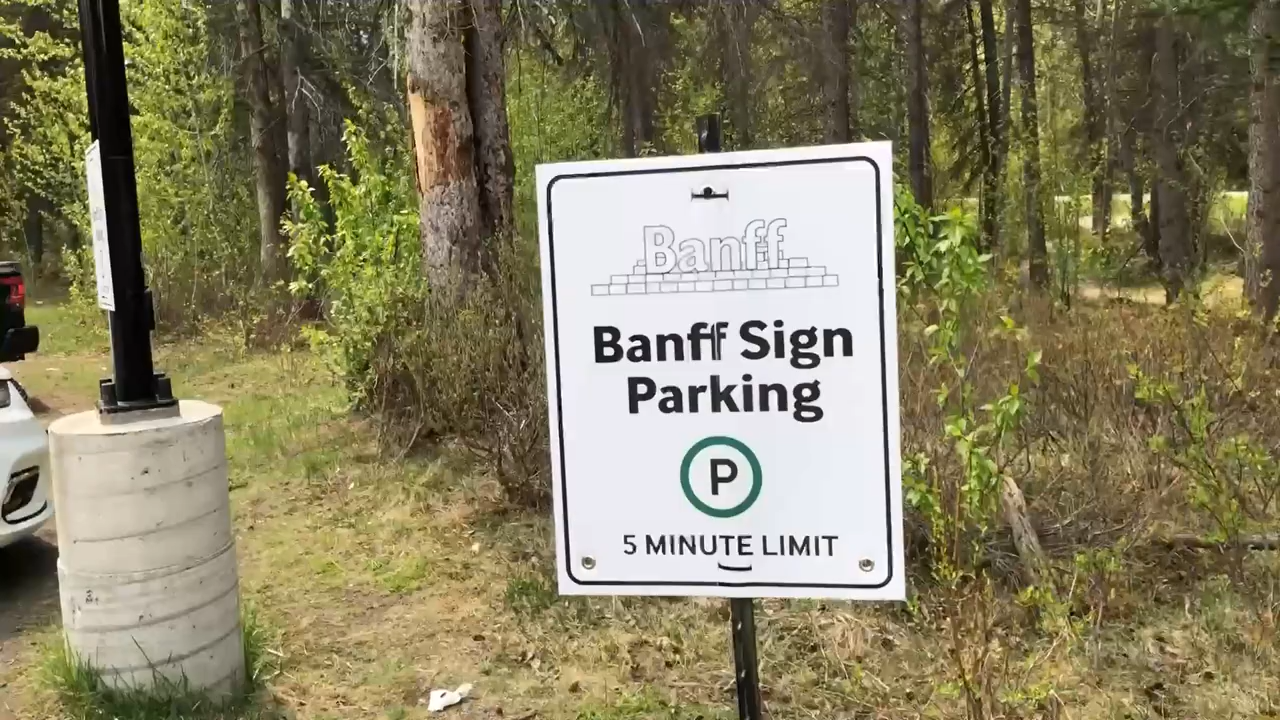 Banff
Banff Sign
Parking
P
5 MINUTE LIMIT